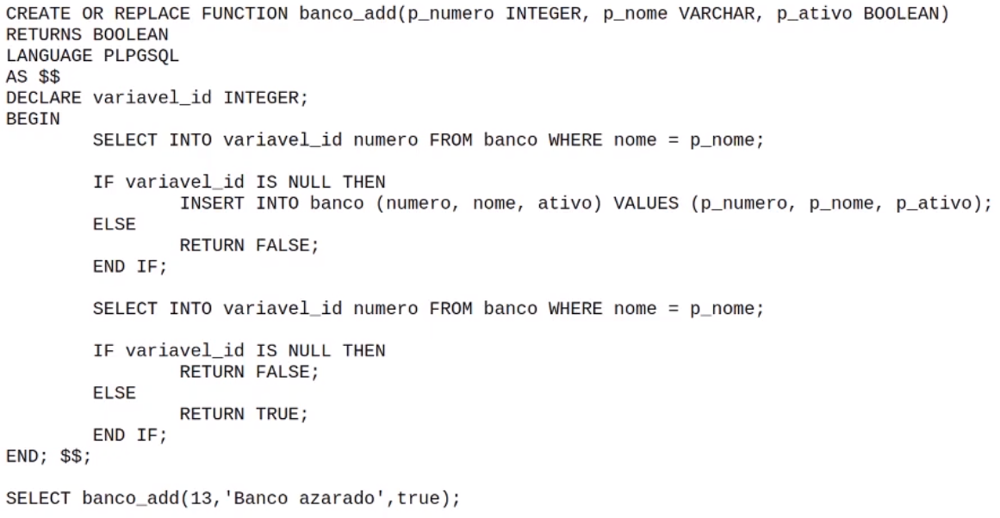 CREATE OR REPLACE FUNCTION banco_add(p_numero INTEGER, p_nome VARCHAR, p_ativo BOOLEAN)
RETURNS BOOLEAN
LANGUAGE PLPGSQL
AS $$
DECLARE variavel_id INTEGER;
BEGIN
        SELECT INTO variavel_id numero FROM banco WHERE nome = p_nome;

        IF variavel_id IS NULL THEN
                INSERT INTO banco (numero, nome, ativo) VALUES (p_numero, p_nome, p_ativo);
        ELSE
                RETURN FALSE;
        END IF;

        SELECT INTO variavel_id numero FROM banco WHERE nome = p_nome;

        IF variavel_id IS NULL THEN
                RETURN FALSE;
        ELSE
                RETURN TRUE;
        END IF;
END; $$;

SELECT banco_add(13,'Banco azarado',true);